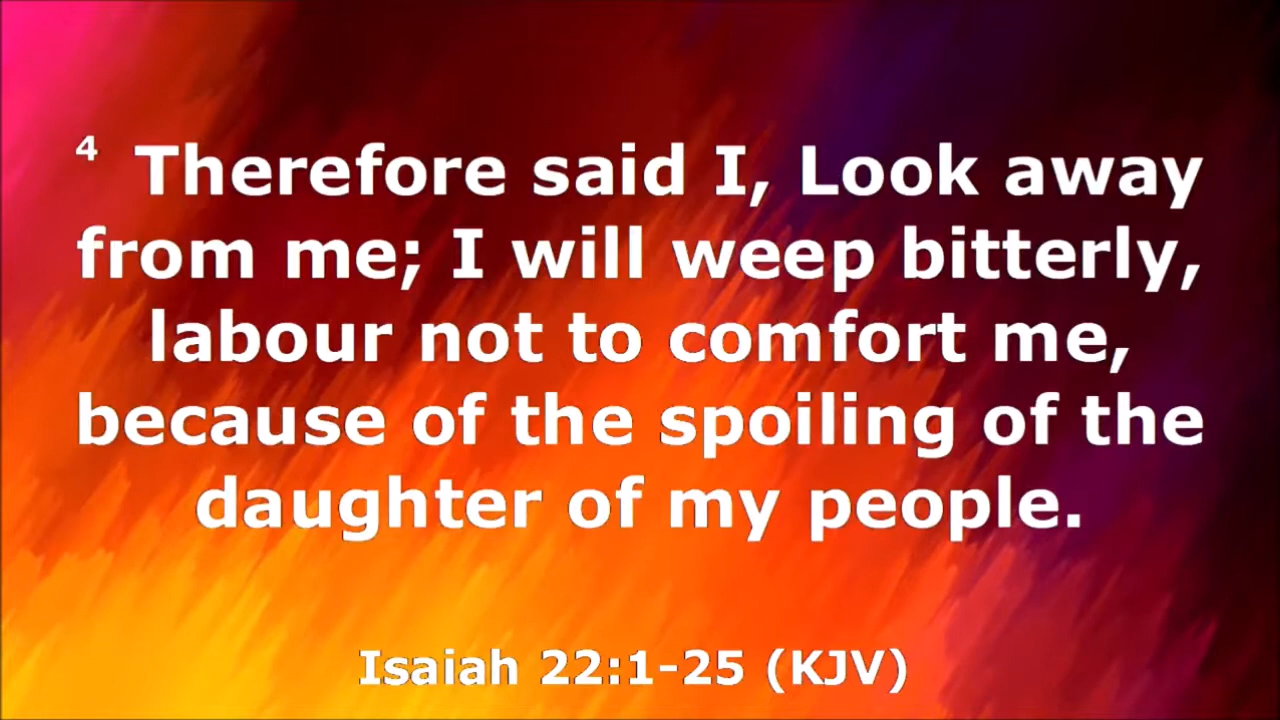 4 Therefore said I, Look away
from me; I will weep bitterly,
labour not to comfort me,
because of the spoiling of the
daughter of my people.
Isaiah 22:1-25 (KJV)